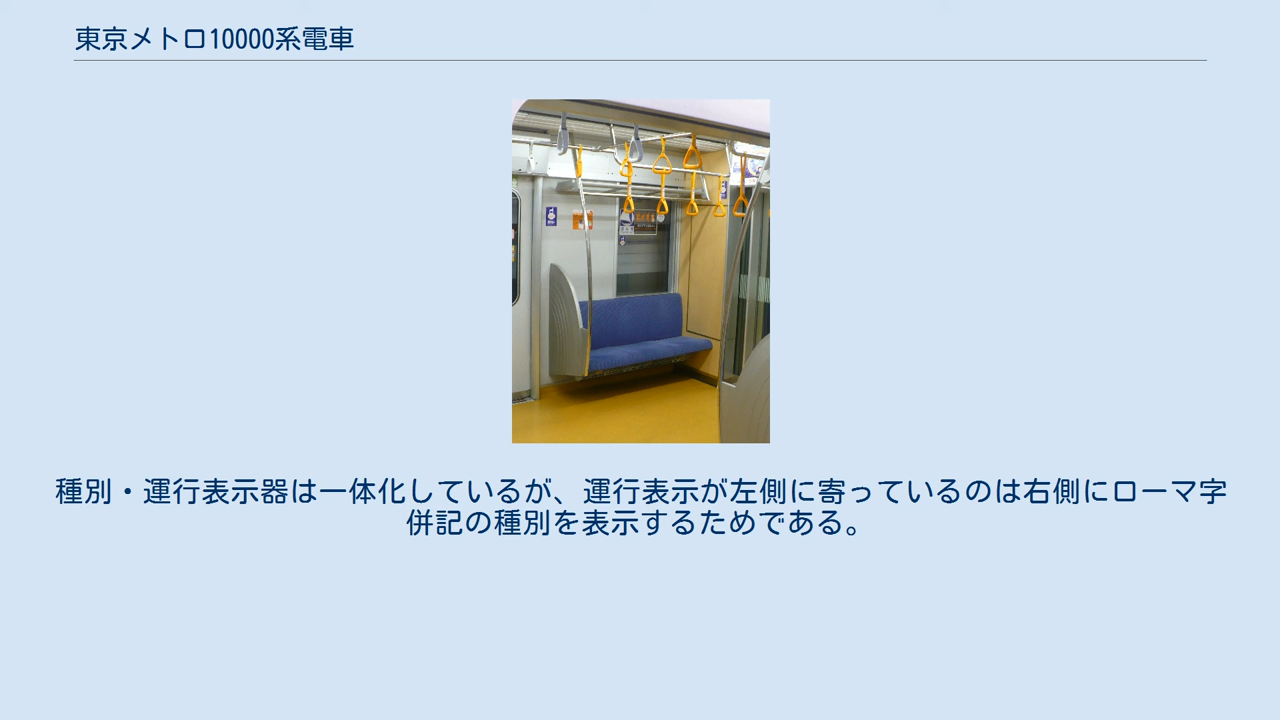 東京メトロ10000系電車
種別・運行表示器は一体化しているが、運行表示が左側に寄っているのは右側にローマ字
併記の種別を表示するためである。